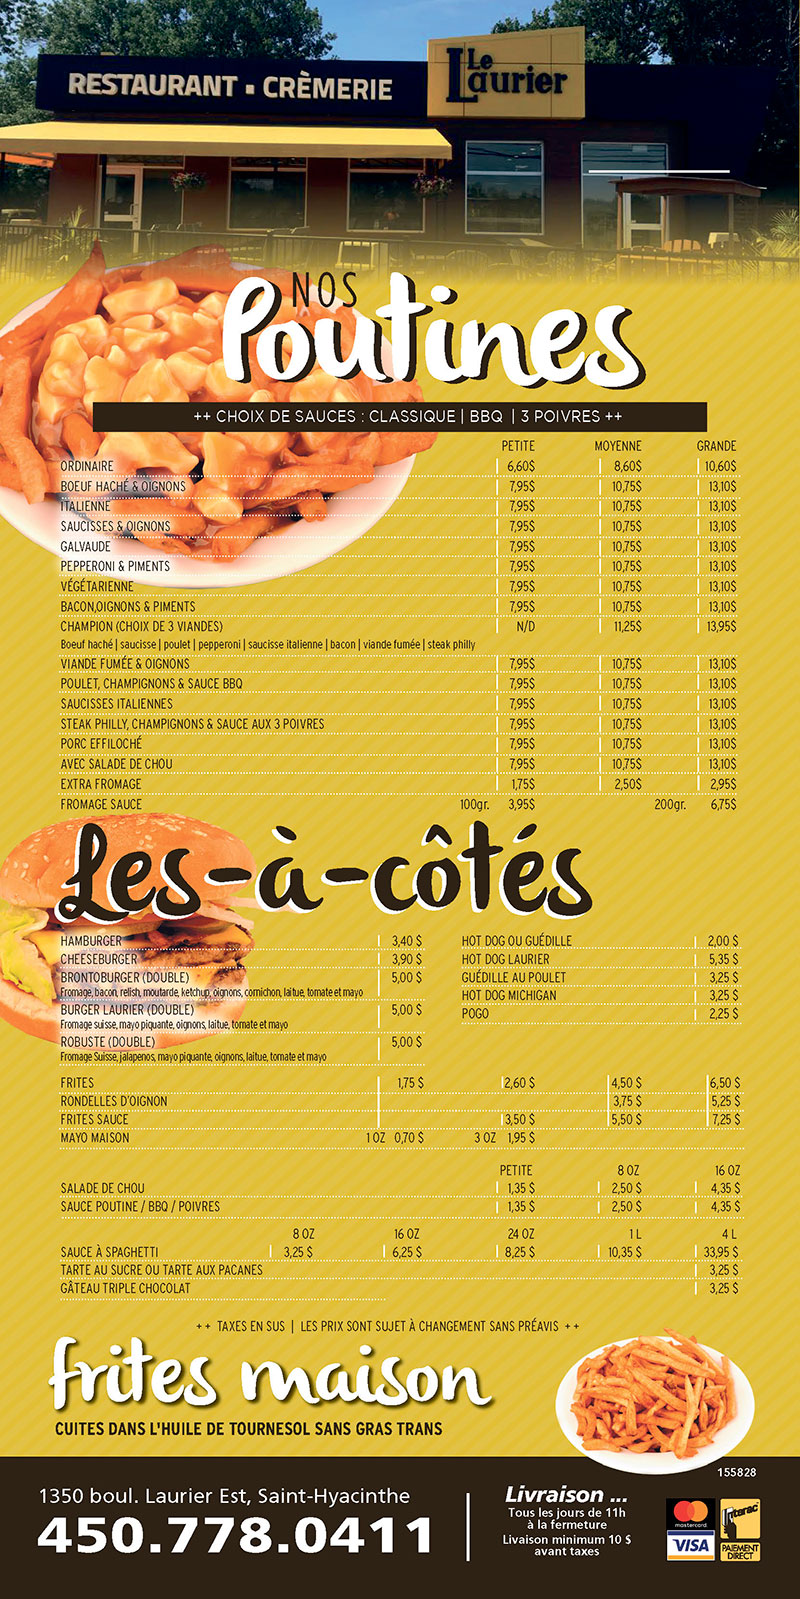 RESTAURANT ▪ CRÈMERIE
Le Laurier
NOS
Poutines
++ CHOIX DE SAUCES : CLASSIQUE | BBQ | 3 POIVRES ++
PETITE MOYENNE GRANDE
ORDINAIRE 6,60$ 8,60$ 10,60$
BOEUF HACHÉ & OIGNONS 7,95$ 10,75$ 13,10$
ITALIENNE 7,95$ 10,75$ 13,10$
SAUCISSES & OIGNONS 7,95$ 10,75$ 13,10$
GALVAUDE 7,95$ 10,75$ 13,10$
PEPPERONI & PIMENTS 7,95$ 10,75$ 13,10$
VÉGÉTARIENNE 7,95$ 10,75$ 13,10$
BACON,OIGNONS & PIMENTS 7,95$ 10,75$ 13,10$
CHAMPION (CHOIX DE 3 VIANDES) N/D 11,25$ 13,95$
Boeuf haché | saucisse | poulet | pepperoni | saucisse italienne | bacon | viande fumée | steak philly
VIANDE FUMÉE & OIGNONS 7,95$ 10,75$ 13,10$
POULET, CHAMPIGNONS & SAUCE BBQ 7,95$ 10,75$ 13,10$
SAUCISSES ITALIENNES 7,95$ 10,75$ 13,10$
STEAK PHILLY, CHAMPIGNONS & SAUCE AUX 3 POIVRES 7,95$ 10,75$ 13,10$
PORC EFFILOCHÉ 7,95$ 10,75$ 13,10$
AVEC SALADE DE CHOU 7,95$ 10,75$ 13,10$
EXTRA FROMAGE 1,75$ 2,50$ 2,95$
FROMAGE SAUCE 100gr. 3,95$ 200gr. 6,75$
Les-à-côtés
HAMBURGER 3,40 $
CHEESEBURGER 3,90 $
BRONTOBURGER (DOUBLE) 5,00 $
Fromage, bacon, relish, moutarde, ketchup, oignons, cornichon, laitue, tomate et mayo
BURGER LAURIER (DOUBLE) 5,00 $
Fromage suisse, mayo piquante, oignons, laitue, tomate et mayo
ROBUSTE (DOUBLE) 5,00 $
Fromage Suisse, jalapenos, mayo piquante, oignons, laitue, tomate et mayo
HOT DOG OU GUÉDILLE 2,00 $
HOT DOG LAURIER 5,35 $
GUÉDILLE AU POULET 3,25 $
HOT DOG MICHIGAN 3,25 $
POGO 2,25 $
FRITES 1,75 $ 2,60 $ 4,50 $ 6,50 $
RONDELLES D'OIGNON 3,75 $ 5,25 $
FRITES SAUCE 3,50 $ 5,50 $ 7,25 $
MAYO MAISON 1 OZ 0,70 $ 3 OZ 1,95 $
PETITE 8 OZ 16 OZ
SALADE DE CHOU 1,35 $ 2,50 $ 4,35 $
SAUCE POUTINE / BBQ / POIVRES 1,35 $ 2,50 $ 4,35 $
8 OZ 16 OZ 24 OZ 1 L 4 L
SAUCE À SPAGHETTI 3,25 $ 6,25 $ 8,25 $ 10,35 $ 33,95 $
TARTE AU SUCRE OU TARTE AUX PACANES 3,25 $
GÂTEAU TRIPLE CHOCOLAT 3,25 $
++ TAXES EN SUS | LES PRIX SONT SUJET À CHANGEMENT SANS PRÉAVIS ++
frites maison
CUITES DANS L'HUILE DE TOURNESOL SANS GRAS TRANS
155828
1350 boul. Laurier Est, Saint-Hyacinthe
450.778.0411
Livraison ...
Tous les jours de 11h
à la fermeture
Livaison minimum 10 $
avant taxes
mastercard
VISA
Interac
PAIEMENT
DIRECT